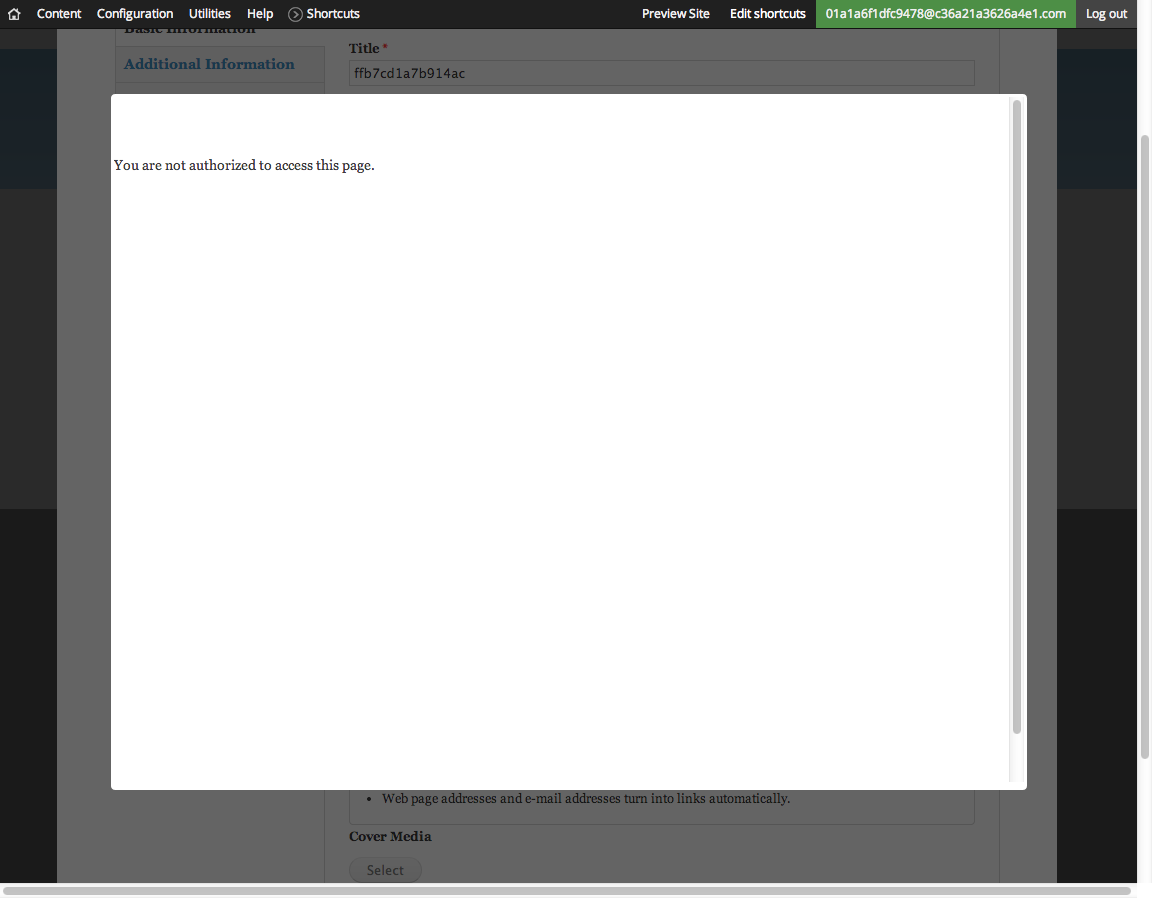 Content Configuration Utilities Help Shortcuts Preview Site Edit shortcuts 01a1a6f1dfc9478@c36a21a3626a4e1.com Log out
Basic Information
Title *
Additional Information
ffb7cd1a7b914ac
You are not authorized to access this page.
• Web page addresses and e-mail addresses turn into links automatically.
Cover Media
Select